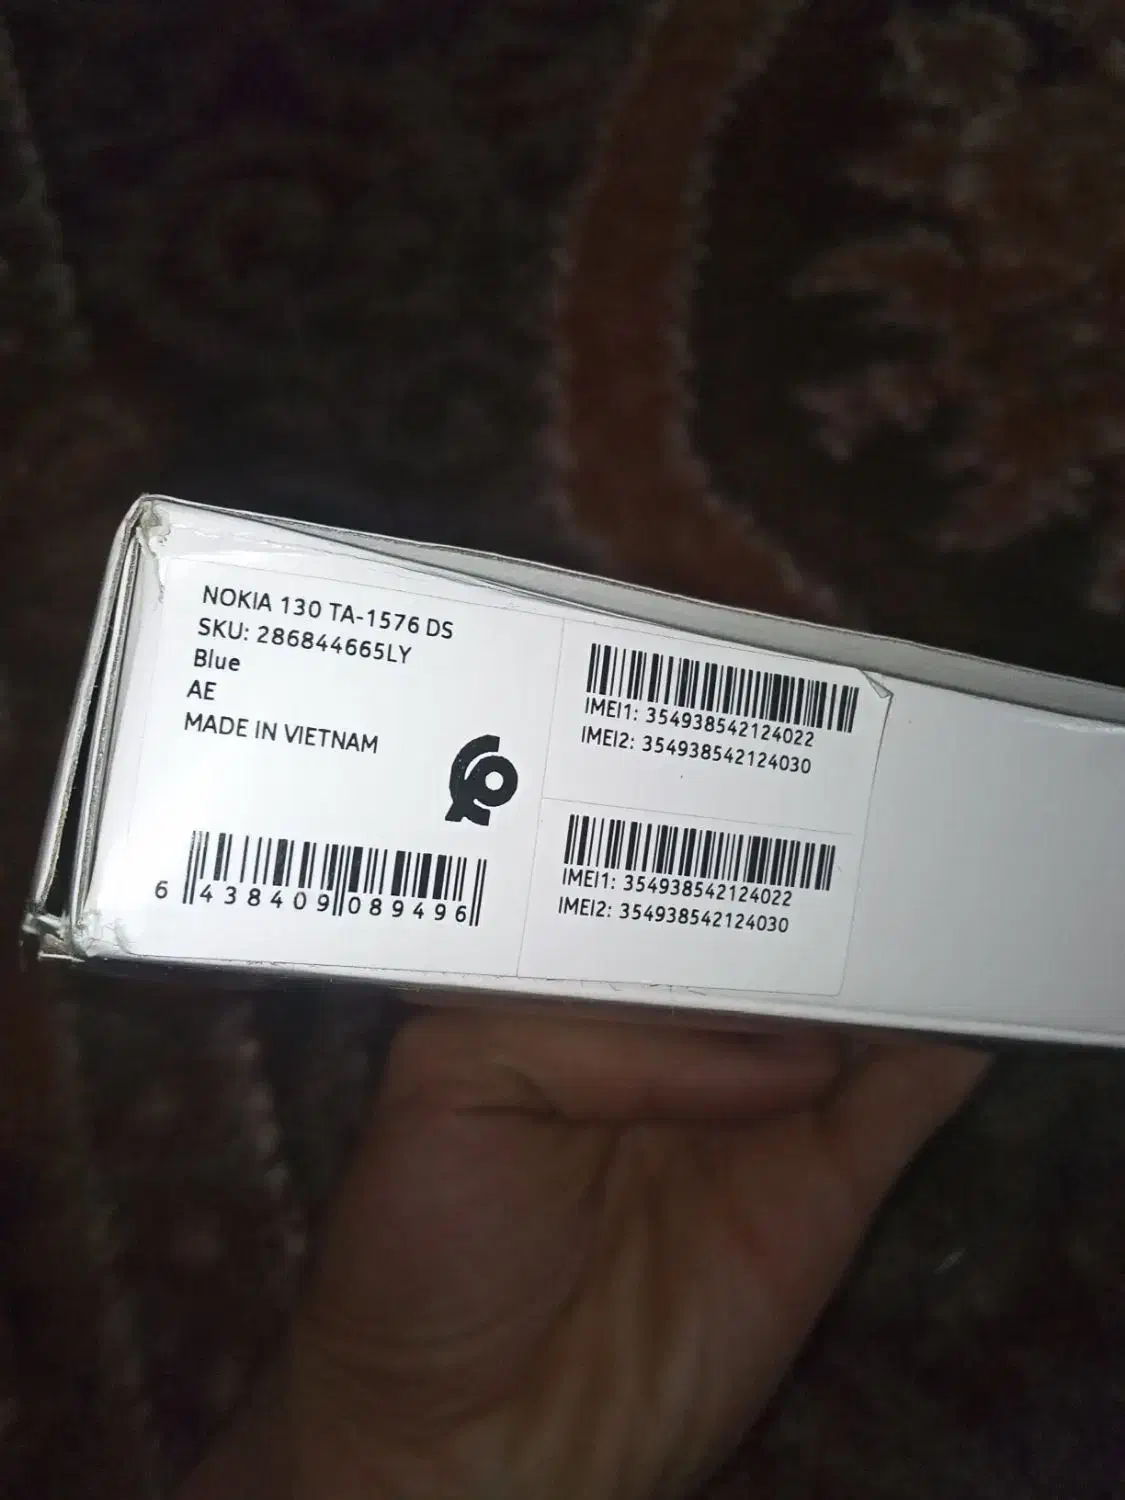 NOKIA 130 TA-1576 DS
SKU: 286844665LY
Blue
AE
MADE IN VIETNAM
6 438409 089496
IMEI1: 354938542124022
IMEI2: 354938542124030
IMEI1: 354938542124022
IMEI2: 354938542124030